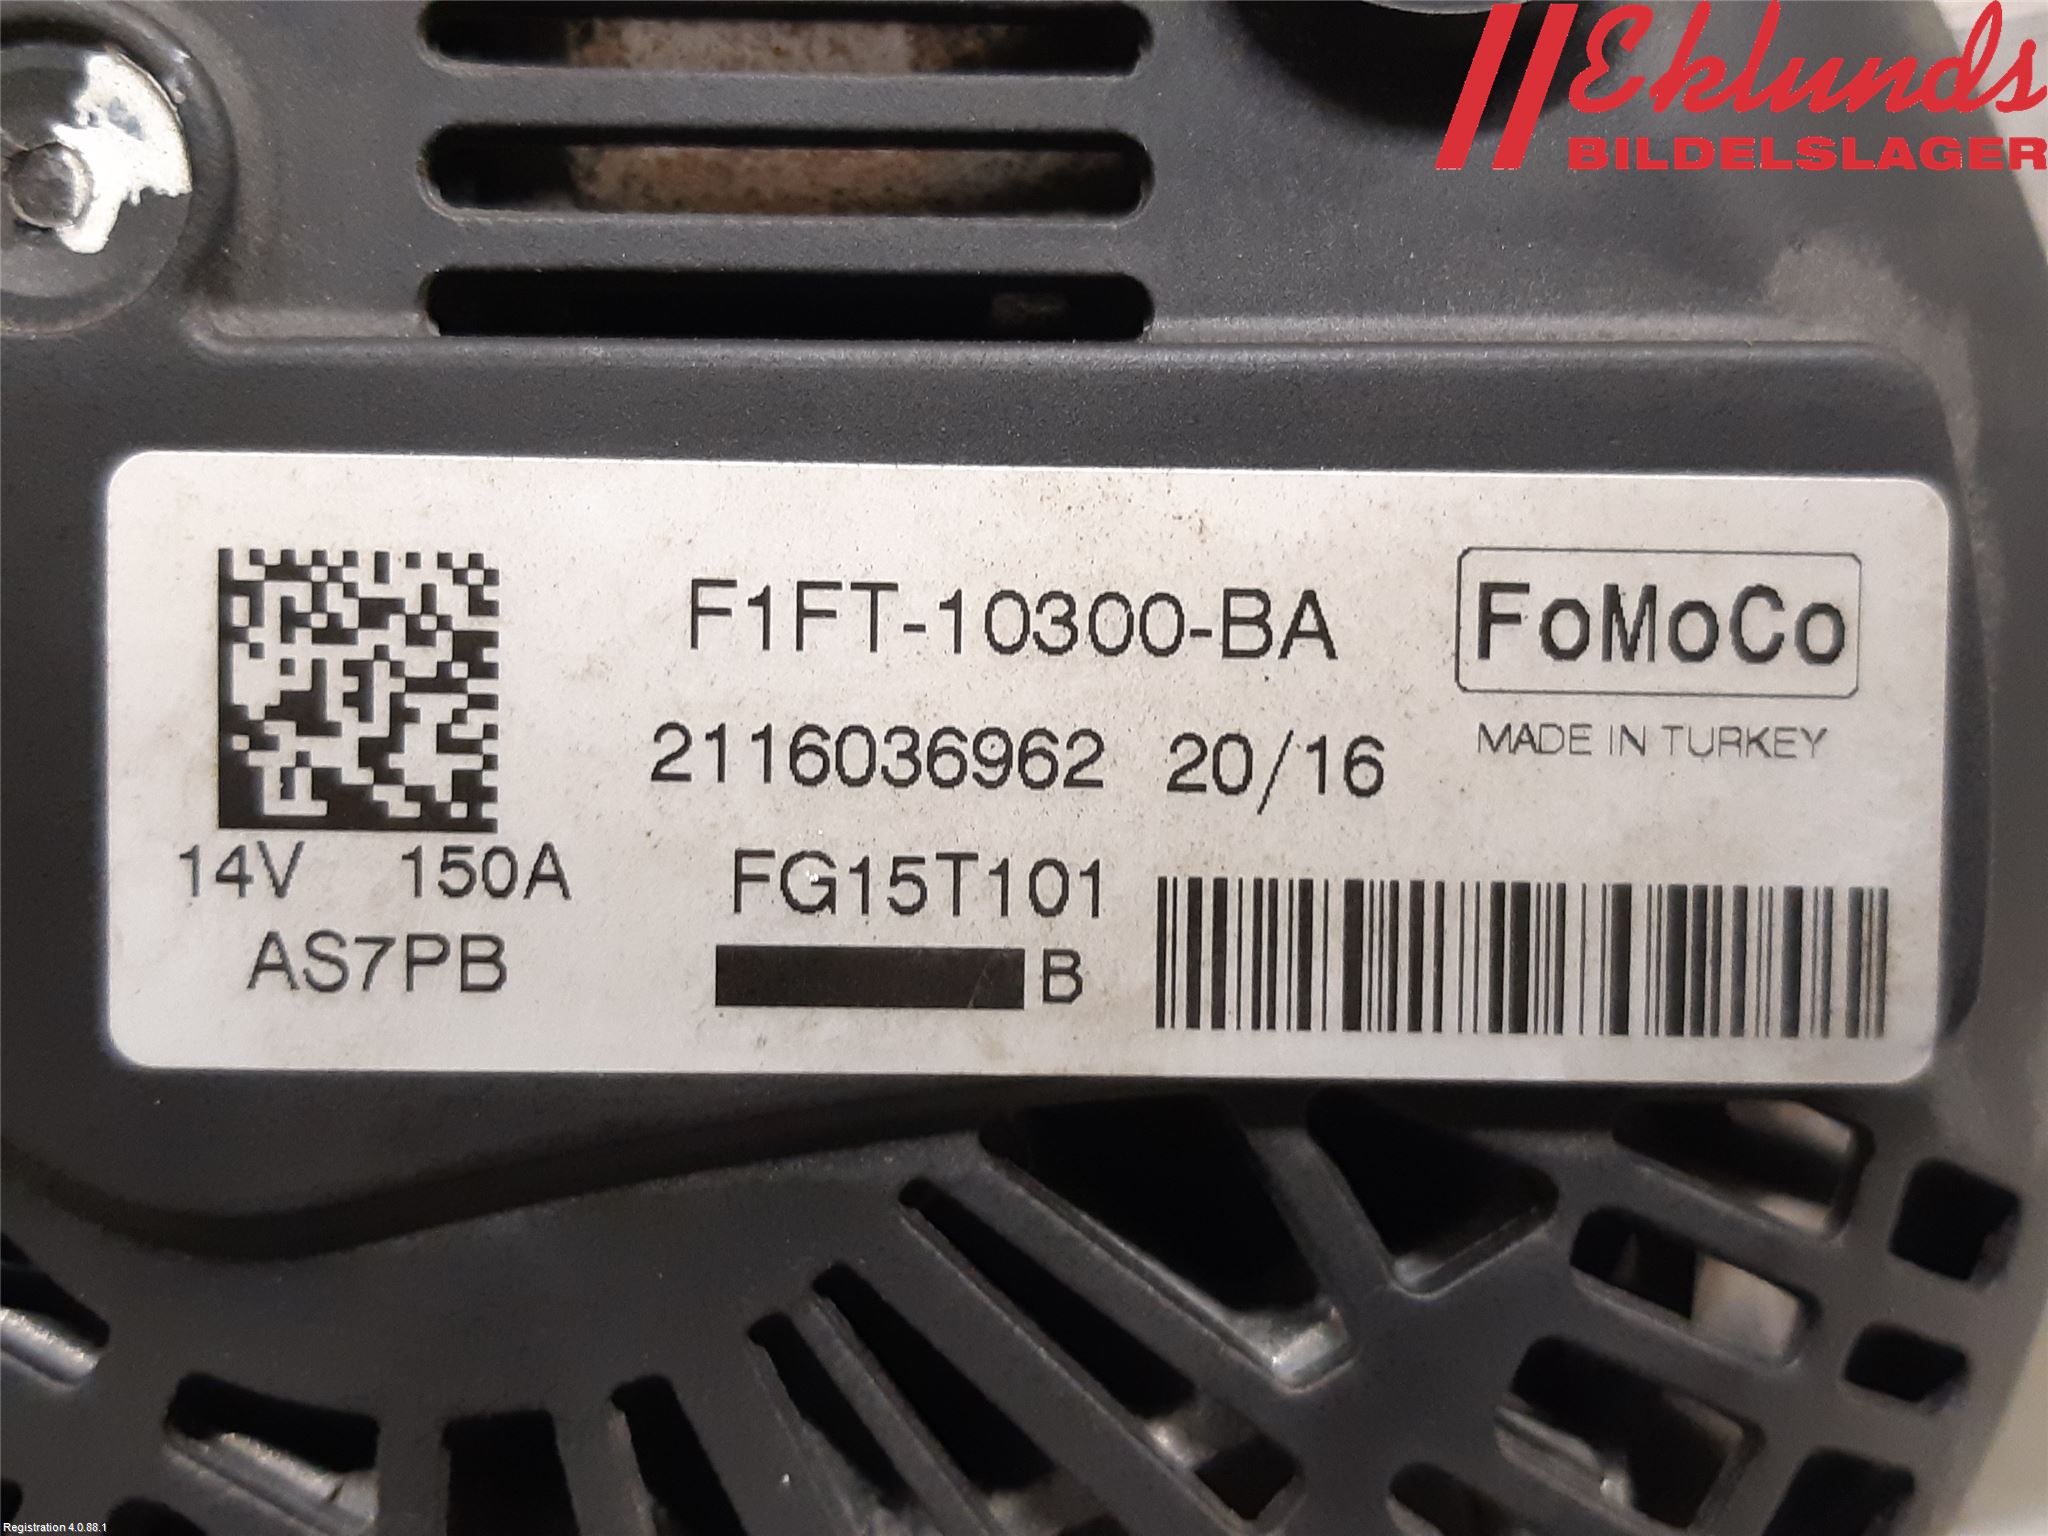 Eklunds
BILDELSLAGER
F1FT-10300-BA
FoMoCo
MADE IN TURKEY
2116036962 20/16
14V 150A
FG15T101
AS7PB
B
Registration 4.0.88.1